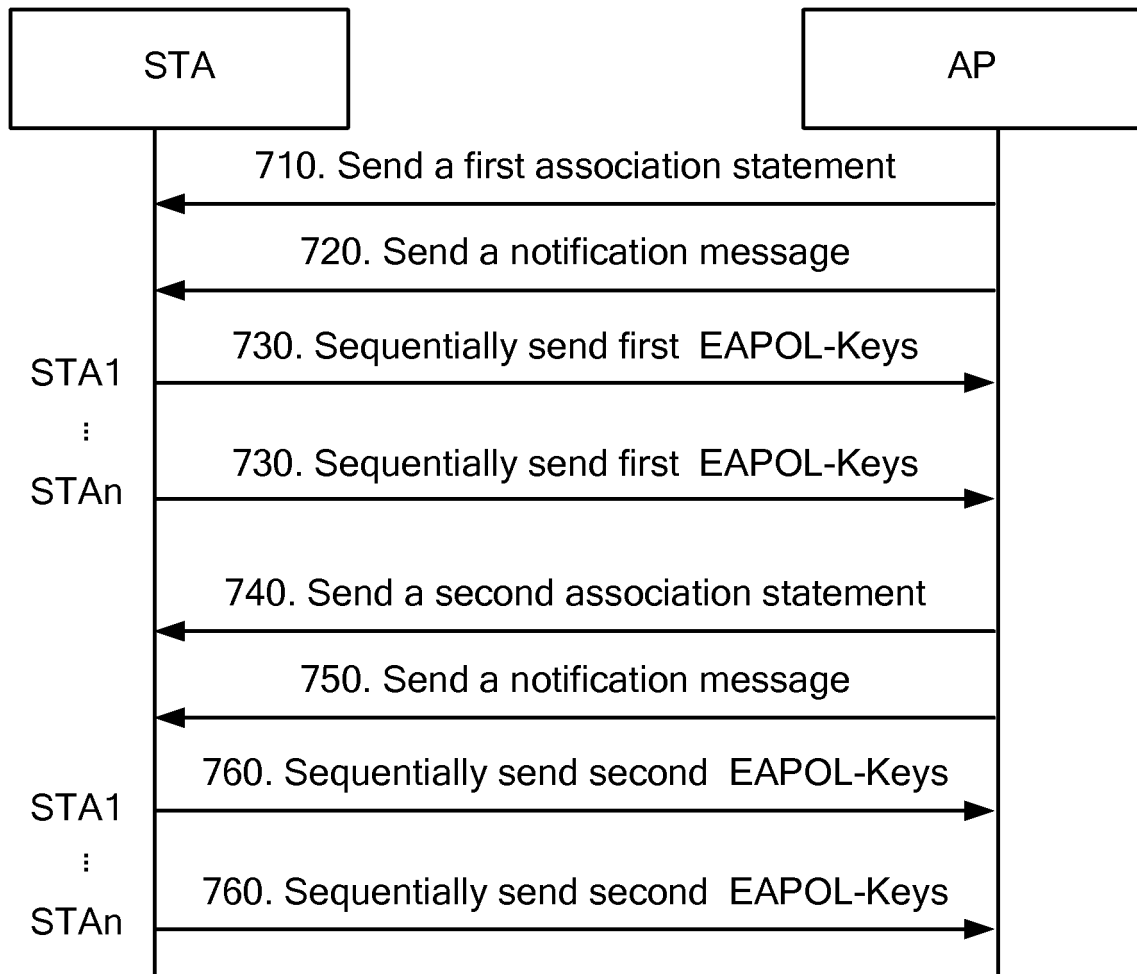 STA
AP
710. Send a first association statement
720. Send a notification message
730. Sequentially send first EAPOL-Keys
STA1
...
730. Sequentially send first EAPOL-Keys
STAn
740. Send a second association statement
750. Send a notification message
760. Sequentially send second EAPOL-Keys
STA1
...
760. Sequentially send second EAPOL-Keys
STAn